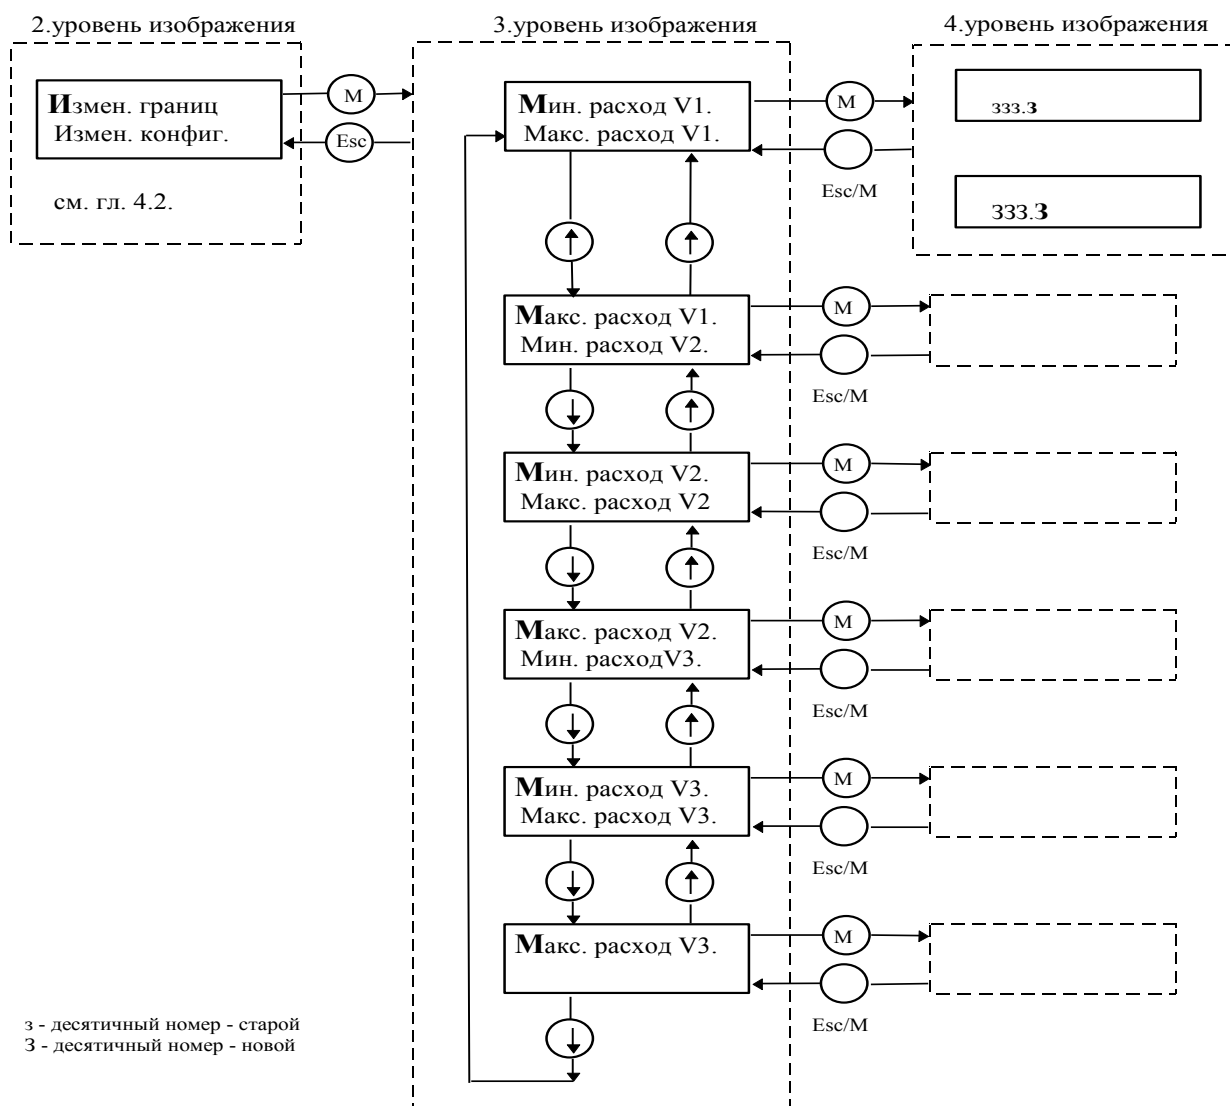 2.уровень изображения
3.уровень изображения
4.уровень изображения
Измен. границ
Измен. конфиг.
см. гл. 4.2.
М
Esc
Мин. расход V1.
Макс. расход V1.
М
Esc/M
ззз.з
ЗЗЗ.З
Макс. расход V1.
Мин. расход V2.
М
Esc/M
Мин. расход V2.
Макс. расход V2
М
Esc/M
Макс. расход V2.
Мин. расходV3.
М
Esc/M
Мин. расход V3.
Макс. расход V3.
М
Esc/M
Макс. расход V3.
М
Esc/M
з - десятичный номер - старой
З - десятичный номер - новой